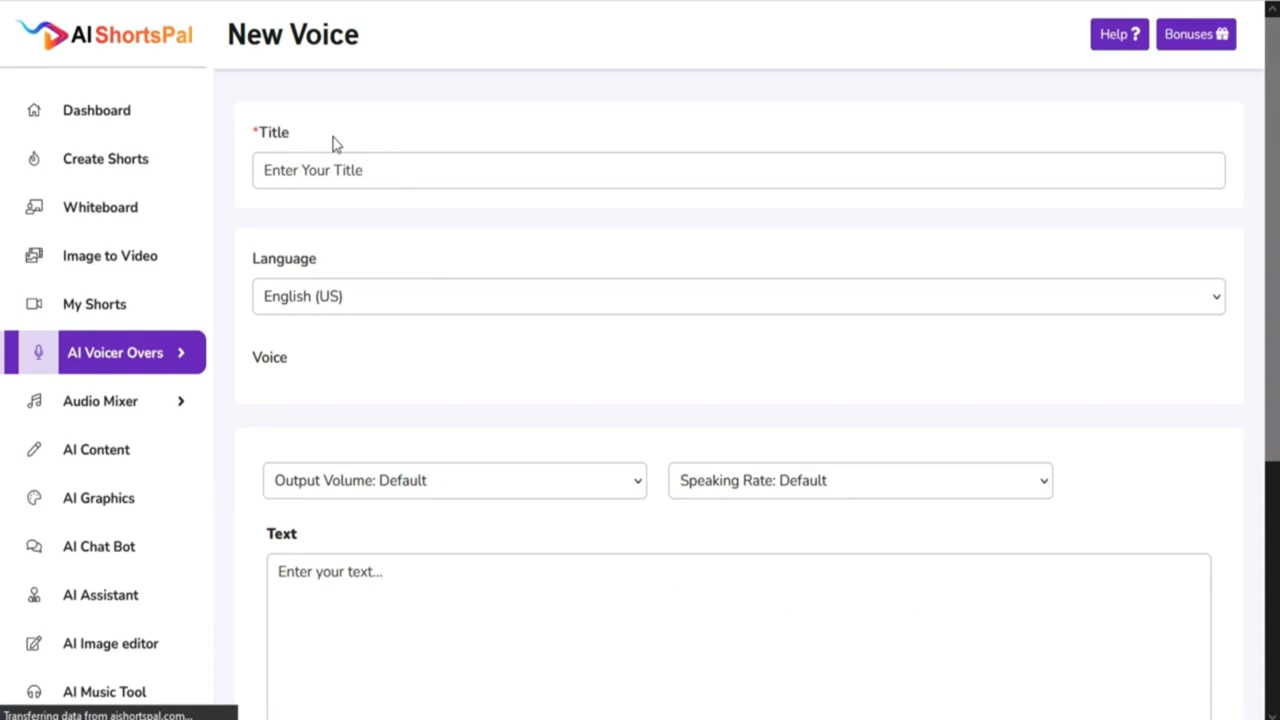 AI ShortsPal
New Voice
Help ?
Bonuses
Dashboard
Create Shorts
Whiteboard
Image to Video
My Shorts
AI Voicer Overs
Audio Mixer
AI Content
AI Graphics
AI Chat Bot
AI Assistant
AI Image editor
AI Music Tool
*Title
Enter Your Title
Language
English (US)
Voice
Output Volume: Default
Speaking Rate: Default
Text
Enter your text...
Transferring data from aishortspal.com...